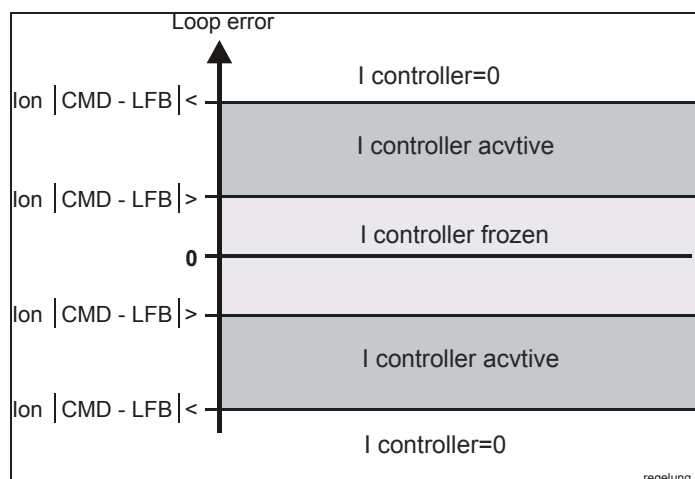 Loop error
I controller=0
Ion |CMD - LFB| <
I controller acvtive
Ion |CMD - LFB| >
I controller frozen
0
Ion |CMD - LFB| >
I controller acvtive
Ion |CMD - LFB| <
I controller=0
regelung